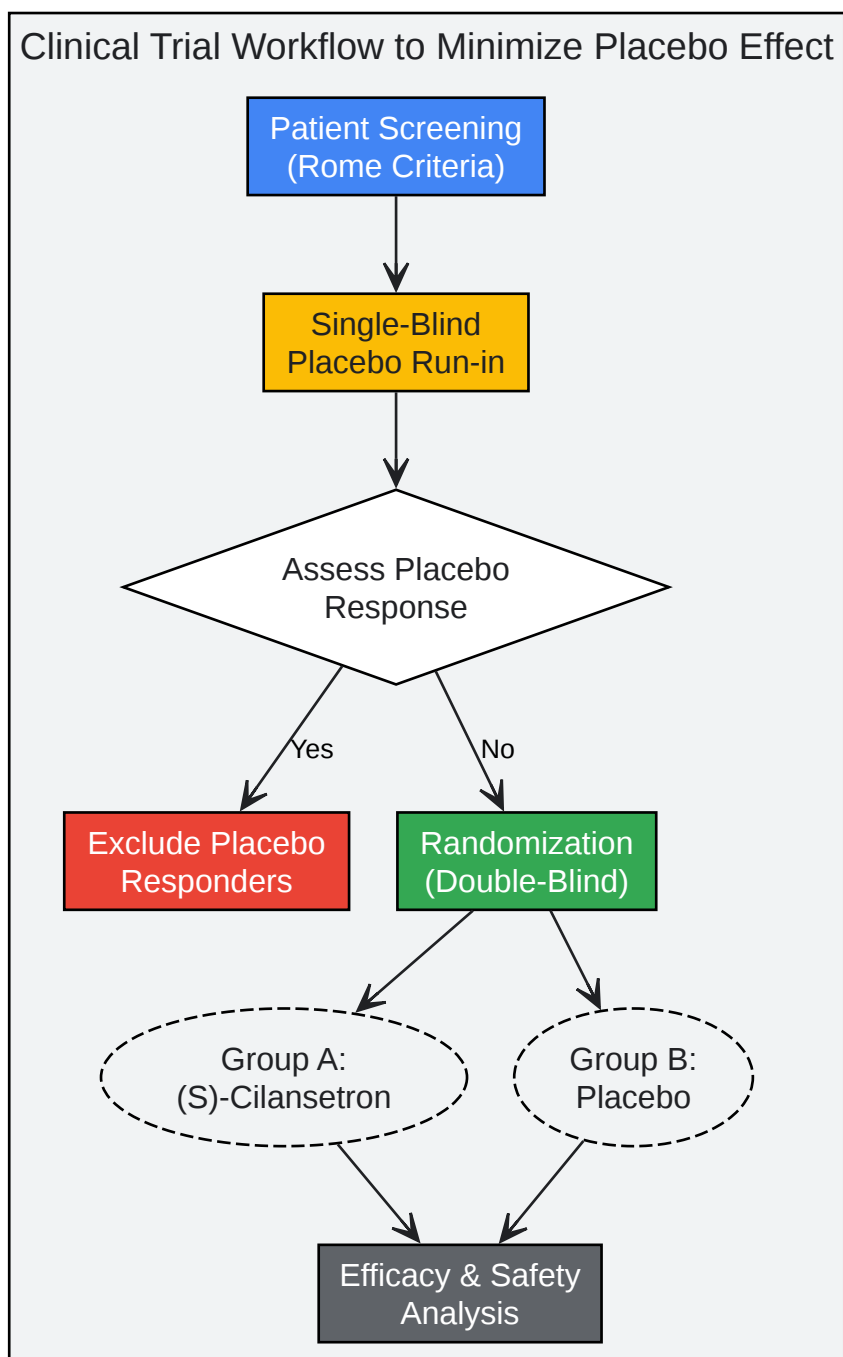 Clinical Trial Workflow to Minimize Placebo Effect
Patient Screening
(Rome Criteria)
Single-Blind
Placebo Run-in
Assess Placebo
Response
Yes
No
Exclude Placebo
Responders
Randomization
(Double-Blind)
Group A:
(S)-Cilansetron
Group B:
Placebo
Efficacy & Safety
Analysis